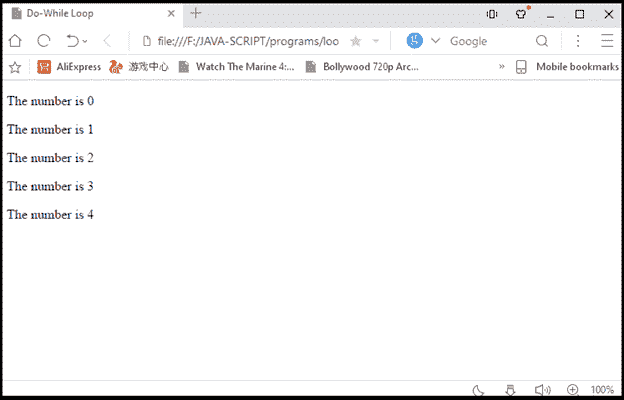 Do-While Loop
file:///F:/JAVA-SCRIPT/programs/loo
Google
AliExpress 游戏中心 Watch The Marine 4:... Bollywood 720p Arc... » Mobile bookmarks
The number is 0
The number is 1
The number is 2
The number is 3
The number is 4
100%